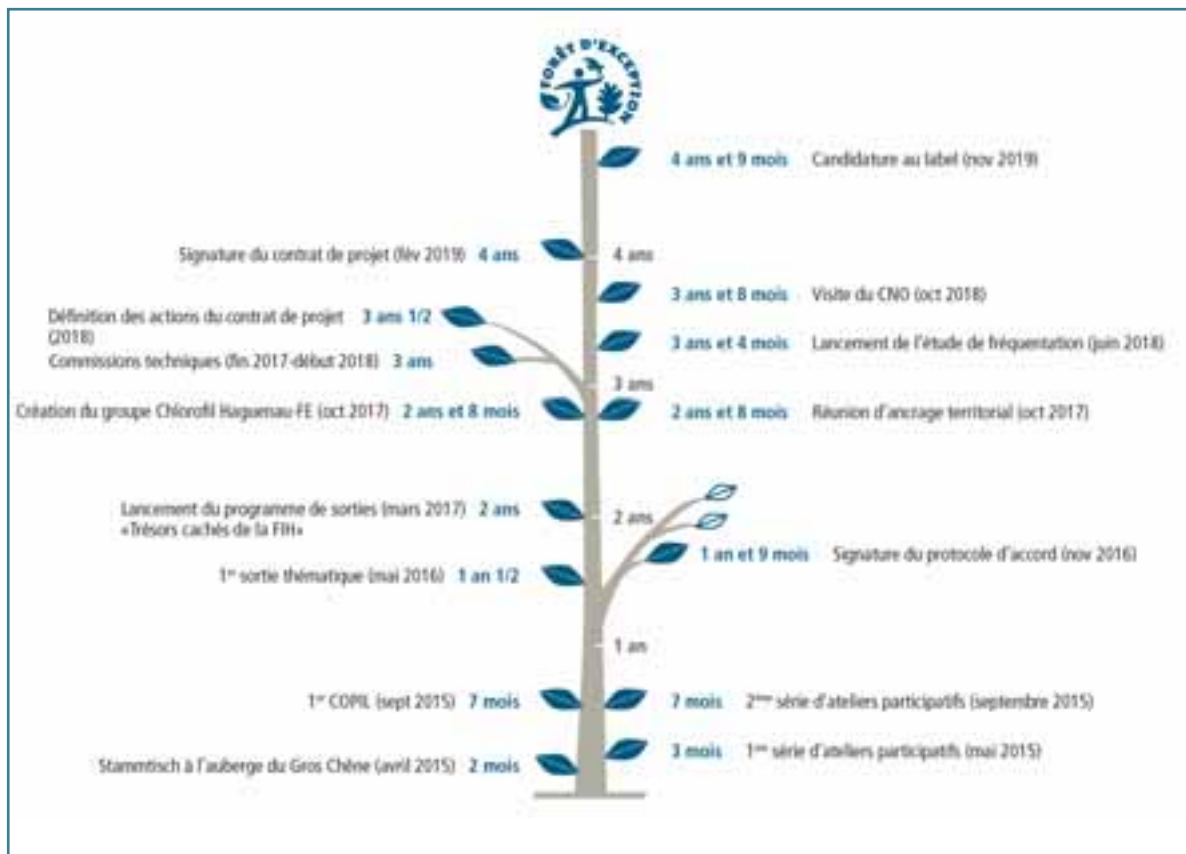 FORÊT D'EXCEPTION
4 ans et 9 mois Candidature au label (nov 2019)
Signature du contrat de projet (fév 2019) 4 ans
4 ans
3 ans et 8 mois Visite du CNO (oct 2018)
Définition des actions du contrat de projet 3 ans 1/2
(2018)
3 ans et 4 mois Lancement de l'étude de fréquentation (juin 2018)
Commissions techniques (fin 2017-début 2018) 3 ans
3 ans
Création du groupe Chlorofil Haguenau-FE (oct 2017) 2 ans et 8 mois
2 ans et 8 mois Réunion d'ancrage territorial (oct 2017)
Lancement du programme de sorties (mars 2017) 2 ans
«Trésors cachés de la FIH»
2 ans
1 an et 9 mois Signature du protocole d'accord (nov 2016)
1er sortie thématique (mai 2016) 1 an 1/2
1 an
1er COPIL (sept 2015) 7 mois
7 mois 2ème série d'ateliers participatifs (septembre 2015)
3 mois 1ère série d'ateliers participatifs (mai 2015)
Stammtisch à l'auberge du Gros Chêne (avril 2015) 2 mois